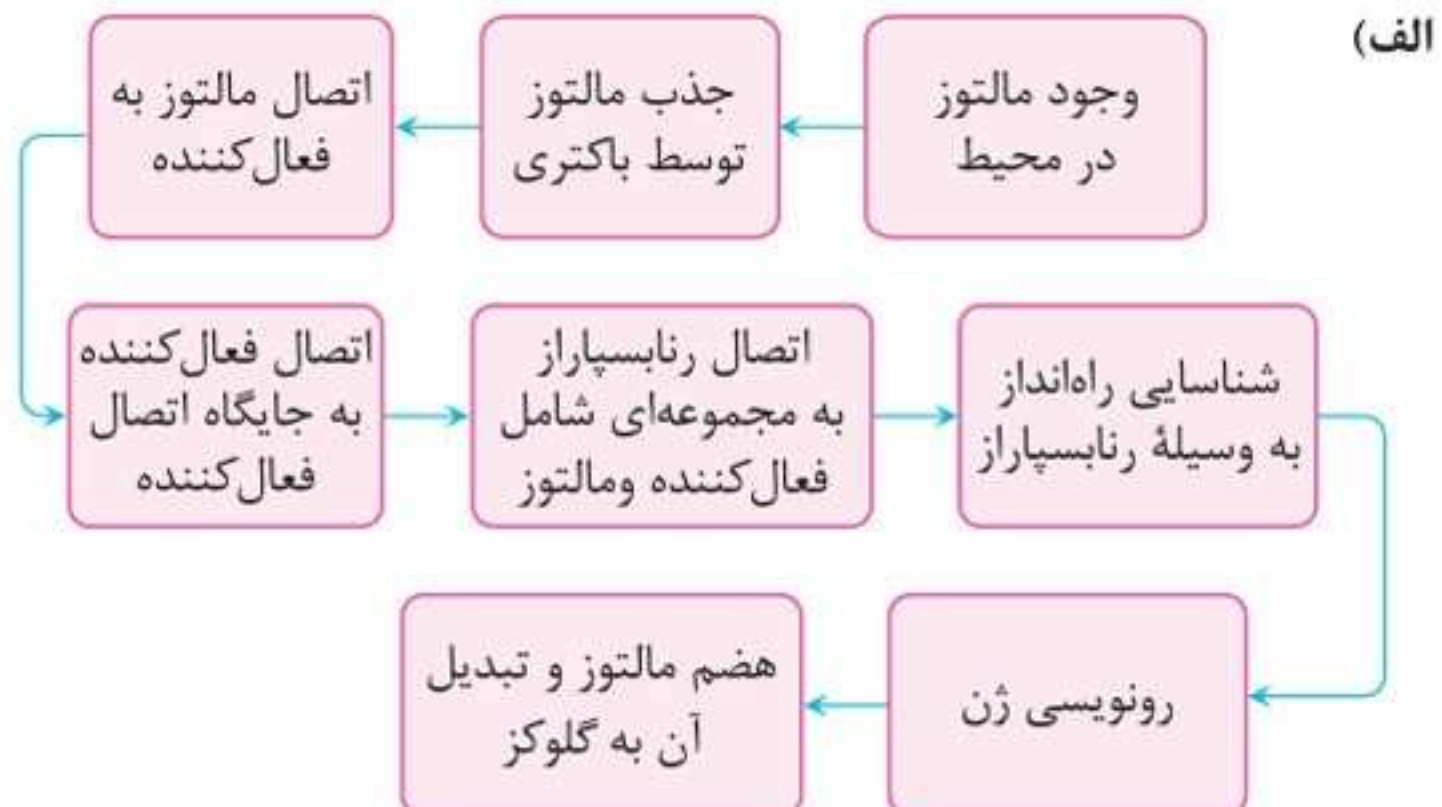 الف)
وجود مالتوز
در محیط
جذب مالتوز
توسط باکتری
اتصال مالتوز به
فعال‌کننده
اتصال فعال‌کننده
به جایگاه اتصال
فعال‌کننده
اتصال رنابسپاراز
به مجموعه‌ای شامل
فعال‌کننده ومالتوز
شناسایی راه‌انداز
به وسیلهٔ رنابسپاراز
رونویسی ژن
هضم مالتوز و تبدیل
آن به گلوکز